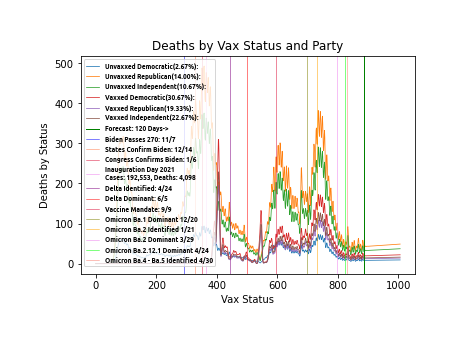 Deaths by Vax Status and Party
Deaths by Status
500
400
300
200
100
0
Unvaxxed Democratic(2.67%):
Unvaxxed Republican(14.00%):
Unvaxxed Independent(10.67%):
Vaxxed Democratic(30.67%):
Vaxxed Republican(19.33%):
Vaxxed Independent(22.67%):
Forecast: 120 Days->
Biden Passes 270: 11/7
States Confirm Biden: 12/14
Congress Confirms Biden: 1/6
Inauguration Day 2021
Cases: 192,553, Deaths: 4,098
Delta Identified: 4/24
Delta Dominant: 6/5
Vaccine Mandate: 9/9
Omicron Ba.1 Dominant 12/20
Omicron Ba.2 Identified 1/21
Omicron Ba.2 Dominant 3/29
Omicron Ba.2.12.1 Dominant 4/24
Omicron Ba.4 - Ba.5 Identified 4/30
0 200 400 600 800 1000
Vax Status